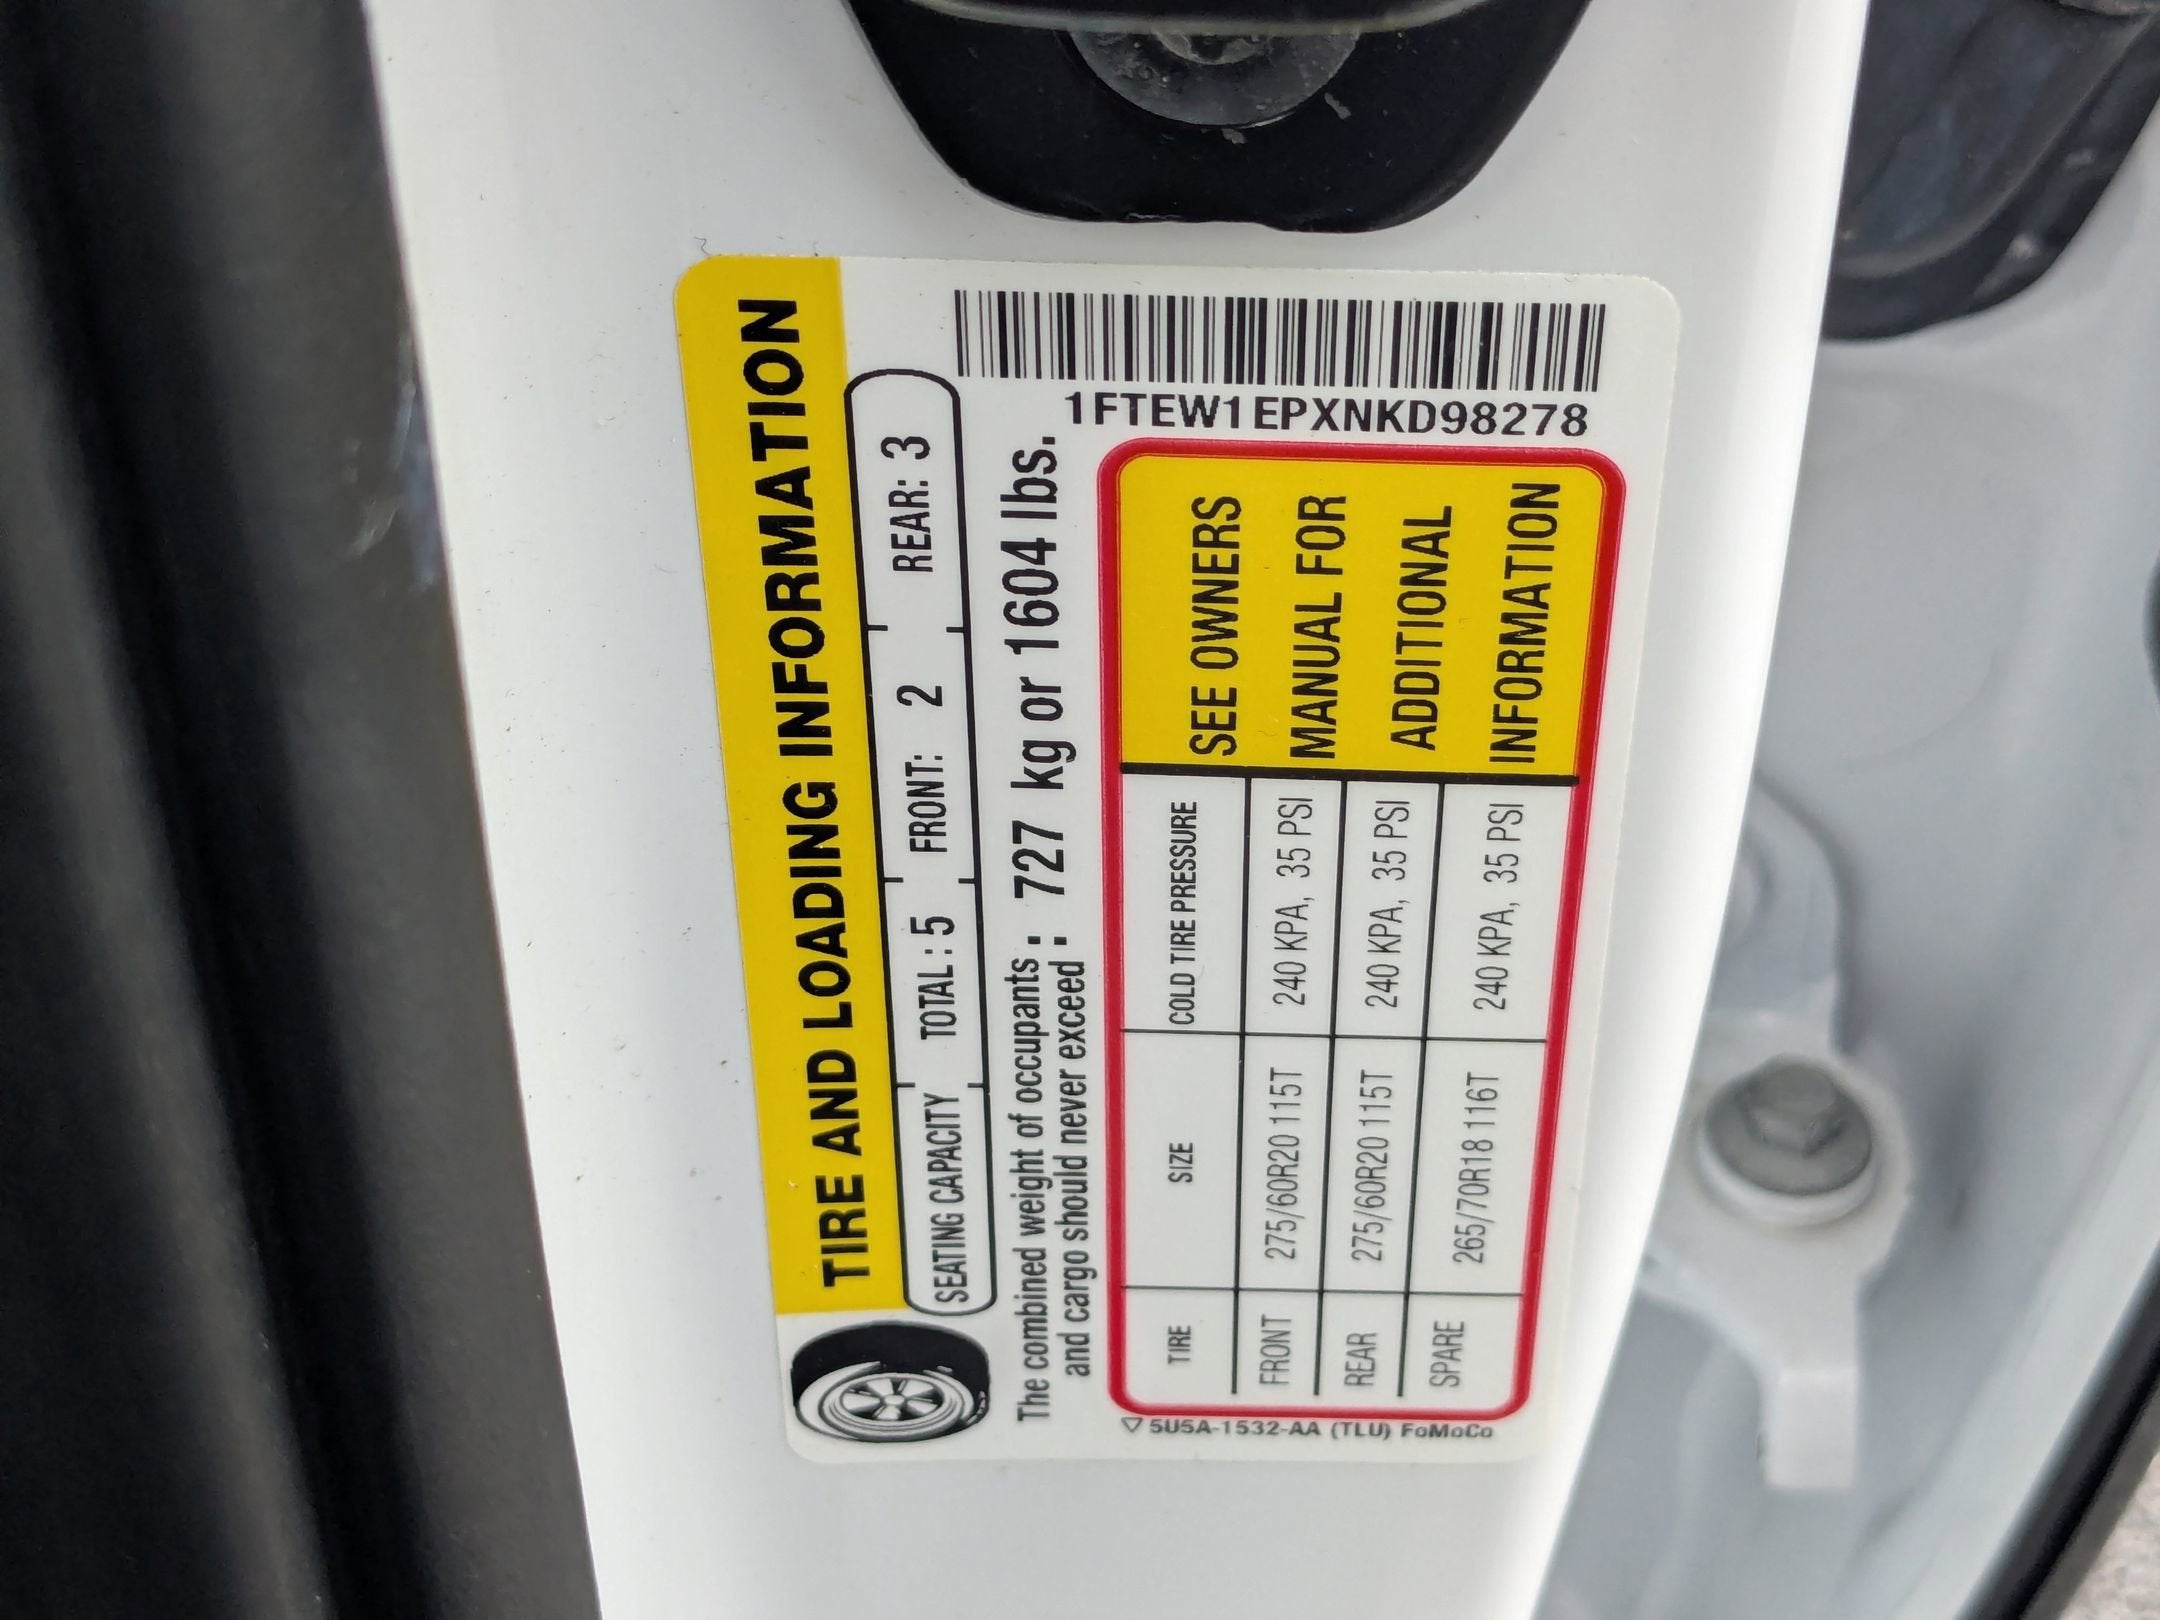 TIRE AND LOADING INFORMATION
SEATING CAPACITY TOTAL : 5 FRONT: 2 REAR: 3
The combined weight of occupants : 727 kg or 1604 lbs.
and cargo should never exceed :
1FTEW1EPXNKD98278
TIRE SIZE COLD TIRE PRESSURE
FRONT 275/60R20 115T 240 KPA, 35 PSI
REAR 275/60R20 115T 240 KPA, 35 PSI
SPARE 265/70R18 116T 240 KPA, 35 PSI
SEE OWNERS
MANUAL FOR
ADDITIONAL
INFORMATION
5U5A-1532-AA (TLU) FoMoCo